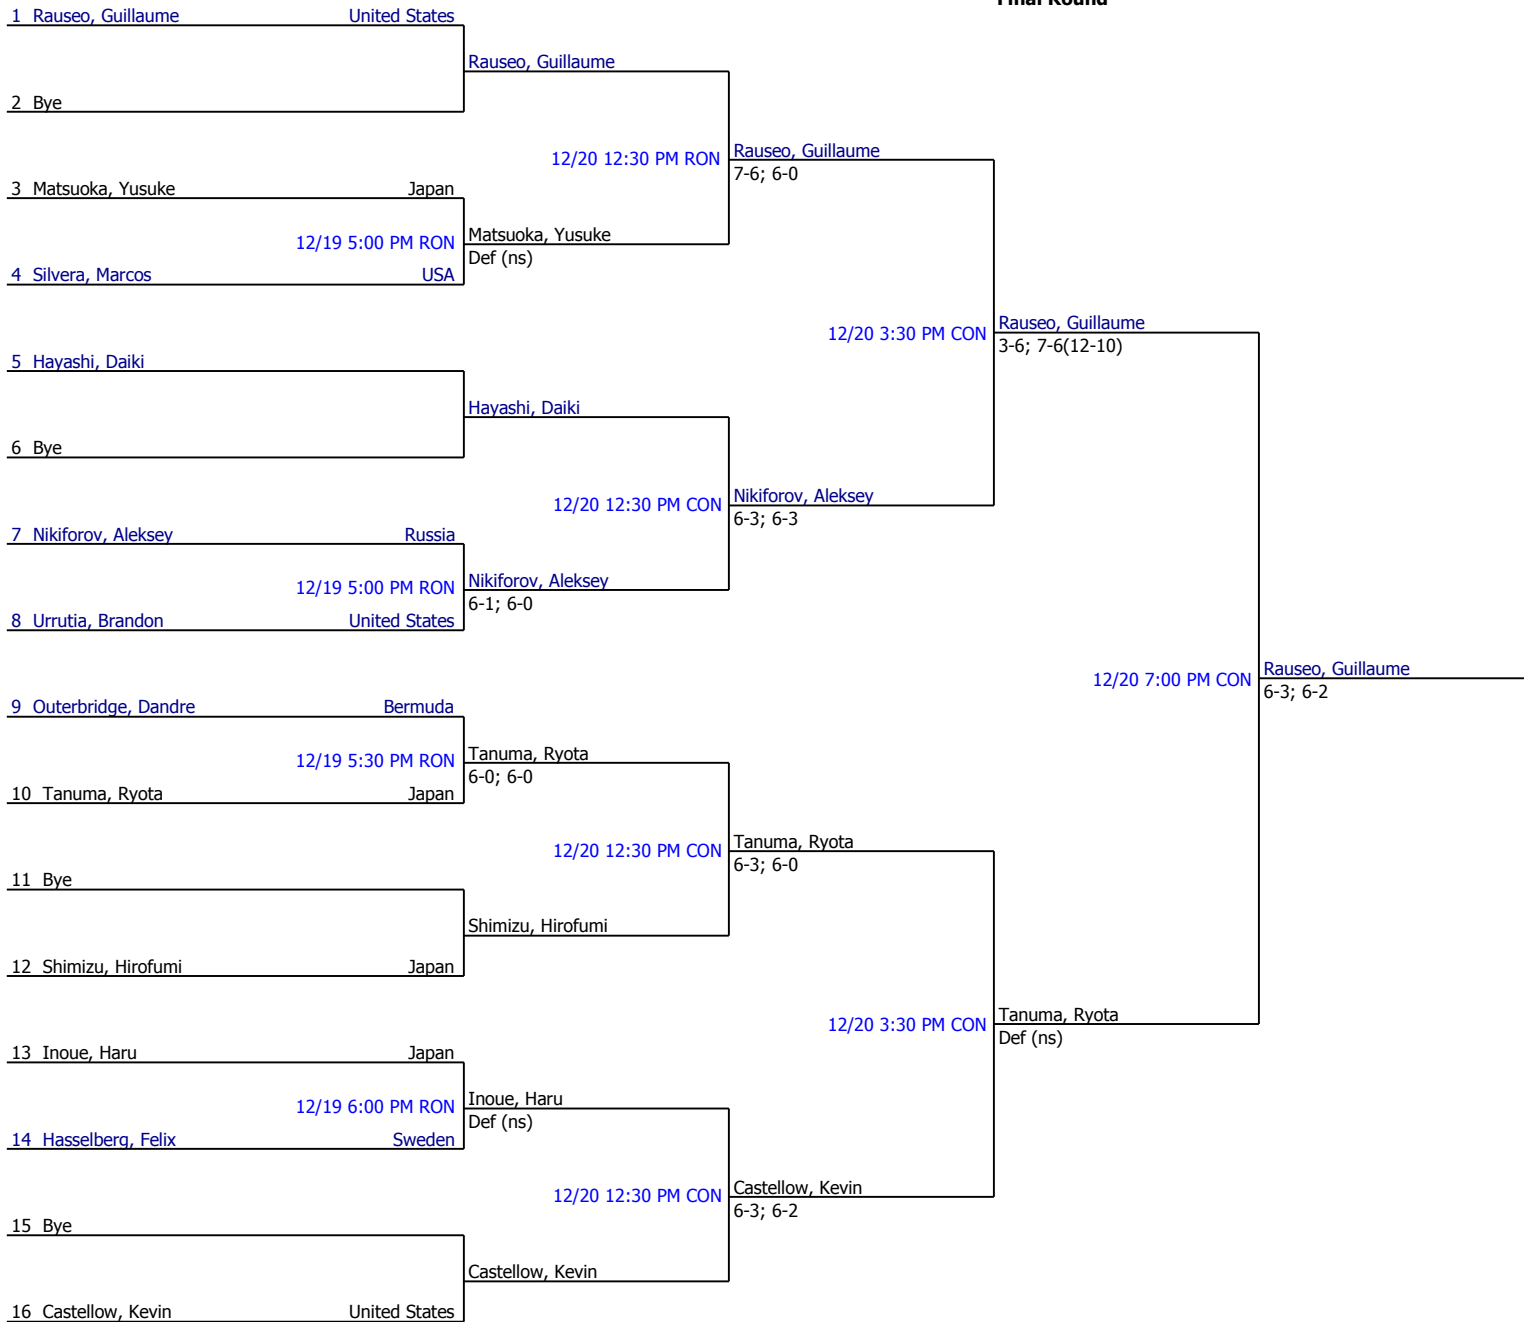 Final Round
1 Rauseo, Guillaume United States
Rauseo, Guillaume
2 Bye
12/20 12:30 PM RON Rauseo, Guillaume
7-6; 6-0
3 Matsuoka, Yusuke Japan
12/19 5:00 PM RON Matsuoka, Yusuke
Def (ns)
4 Silvera, Marcos USA
12/20 3:30 PM CON Rauseo, Guillaume
3-6; 7-6(12-10)
5 Hayashi, Daiki
Hayashi, Daiki
6 Bye
12/20 12:30 PM CON Nikiforov, Aleksey
6-3; 6-3
7 Nikiforov, Aleksey Russia
12/19 5:00 PM RON Nikiforov, Aleksey
6-1; 6-0
8 Urrutia, Brandon United States
12/20 7:00 PM CON Rauseo, Guillaume
6-3; 6-2
9 Outerbridge, Dandre Bermuda
12/19 5:30 PM RON Tanuma, Ryota
6-0; 6-0
10 Tanuma, Ryota Japan
12/20 12:30 PM CON Tanuma, Ryota
6-3; 6-0
11 Bye
Shimizu, Hirofumi
12 Shimizu, Hirofumi Japan
12/20 3:30 PM CON Tanuma, Ryota
Def (ns)
13 Inoue, Haru Japan
12/19 6:00 PM RON Inoue, Haru
Def (ns)
14 Hasselberg, Felix Sweden
12/20 12:30 PM CON Castellow, Kevin
6-3; 6-2
15 Bye
Castellow, Kevin
16 Castellow, Kevin United States